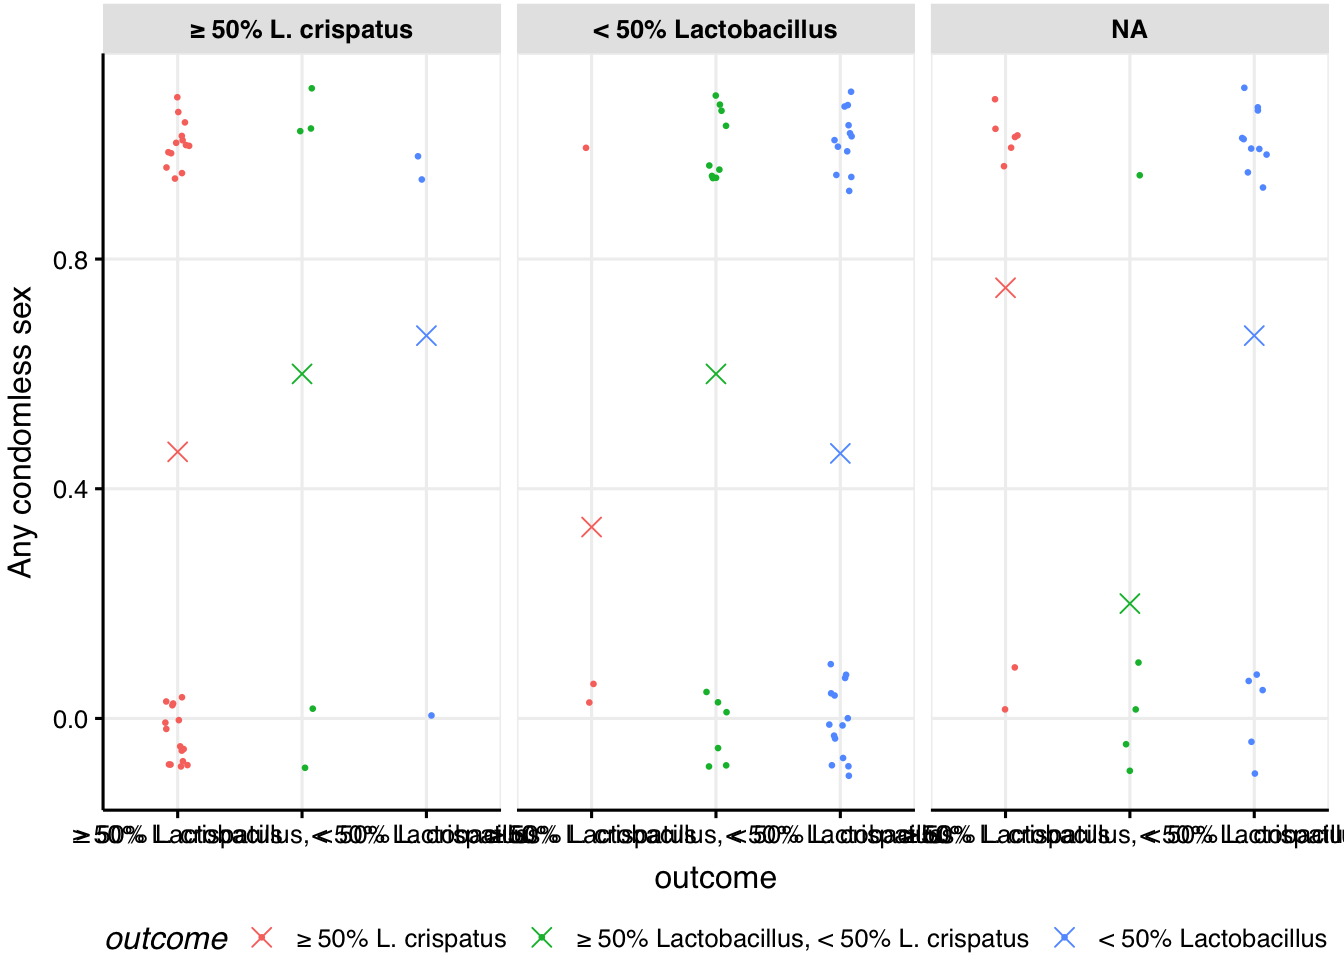 ≥ 50% L. crispatus
< 50% Lactobacillus
NA
Any condomless sex
0.8
0.4
0.0
outcome
outcome ≥ 50% L. crispatus ≥ 50% Lactobacillus, < 50% L. crispatus < 50% Lactobacillus